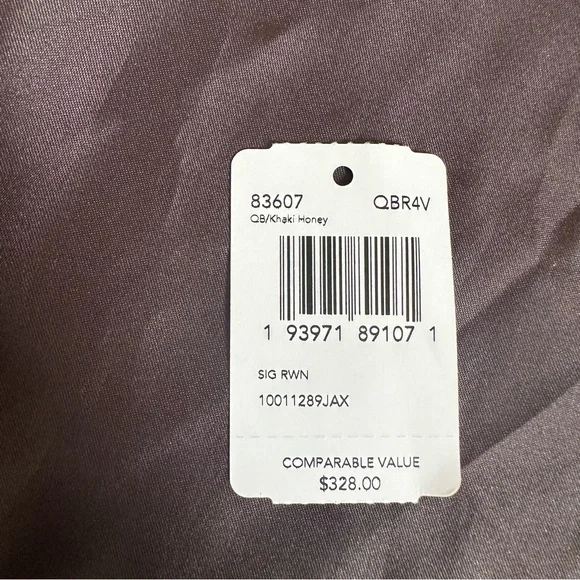 83607 QBR4V
QB/Khaki Honey
1 93971 89107 1
SIG RWN
10011289JAX
COMPARABLE VALUE
$328.00